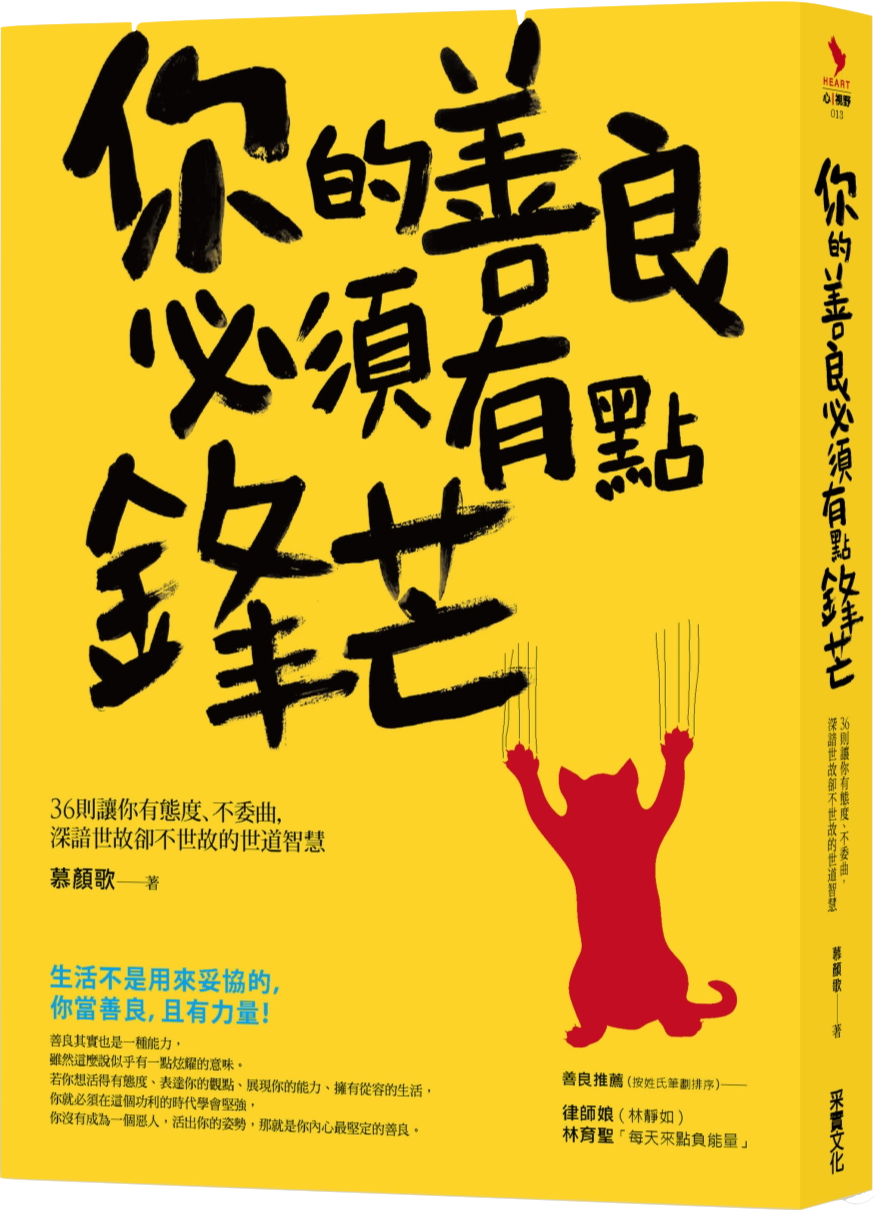 你的善良
必須有點
鋒芒
36則讓你有態度、不委曲,
深諳世故卻不世故的世道智慧
慕顏歌——著
生活不是用來妥協的,
你當善良, 且有力量!
善良其實也是一種能力，
雖然這麼說似乎有一點炫耀的意味。
若你想活得有態度、表達你的觀點、展現你的能力、擁有從容的生活，
你就必須在這個功利的時代學會堅強，
你沒有成為一個惡人，活出你的姿勢，那就是你內心最堅定的善良。
善良推薦（按姓氏筆劃排序）——
律師娘（林靜如）
林育聖「每天來點負能量」
HEART
心|視野
013
你的善良必須有點鋒芒
36則讓你有態度、不委曲，
深諳世故卻不世故的世道智慧
慕顏歌——著
采實文化